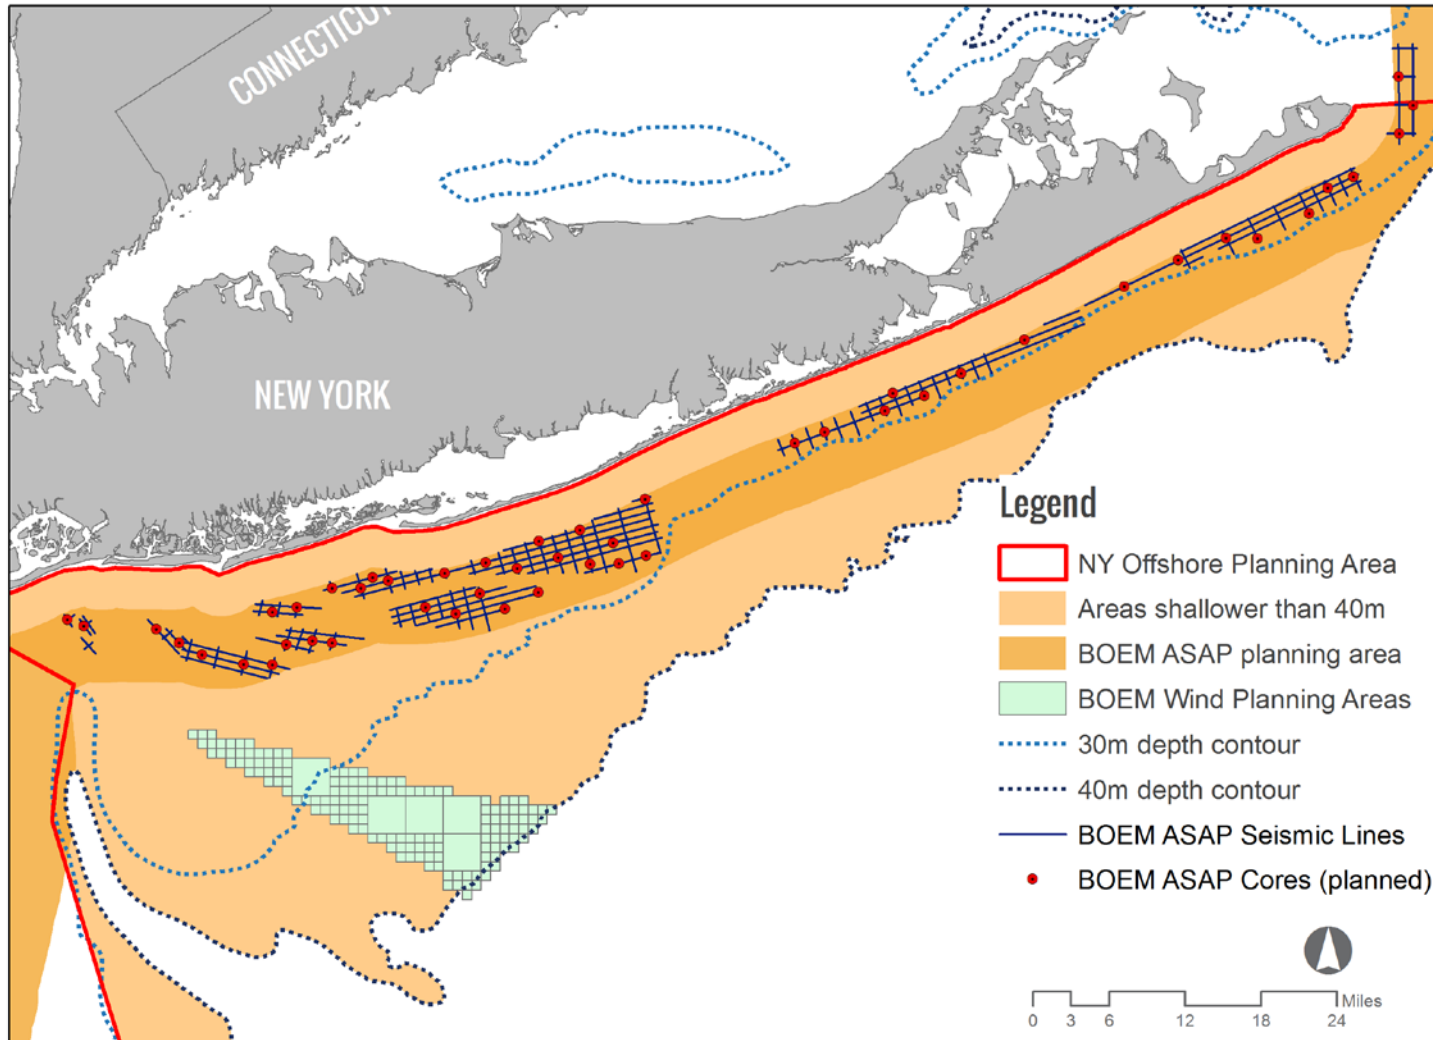 CONNECTICUT
NEW YORK
Legend
NY Offshore Planning Area
Areas shallower than 40m
BOEM ASAP planning area
BOEM Wind Planning Areas
30m depth contour
40m depth contour
BOEM ASAP Seismic Lines
BOEM ASAP Cores (planned)
Miles
0 3 6 12 18 24